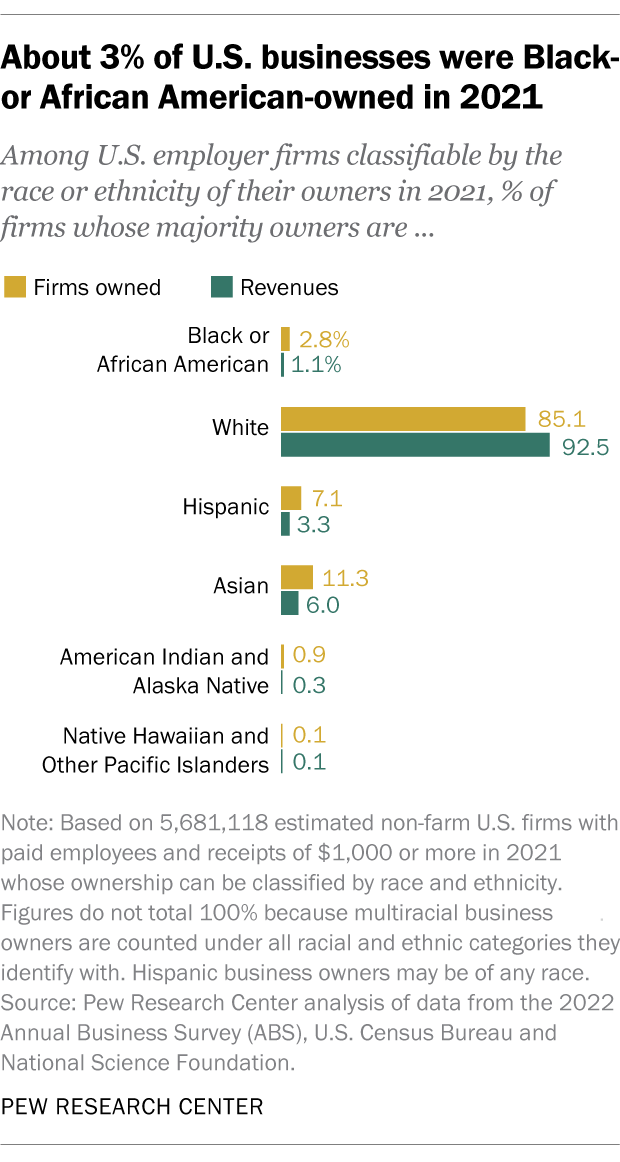 About 3% of U.S. businesses were Black-
or African American-owned in 2021
Among U.S. employer firms classifiable by the
race or ethnicity of their owners in 2021, % of
firms whose majority owners are ...
Firms owned Revenues
Black or
African American
2.8%
1.1%
White
85.1
92.5
Hispanic
7.1
3.3
Asian
11.3
6.0
American Indian and
Alaska Native
0.9
0.3
Native Hawaiian and
Other Pacific Islanders
0.1
0.1
Note: Based on 5,681,118 estimated non-farm U.S. firms with
paid employees and receipts of $1,000 or more in 2021
whose ownership can be classified by race and ethnicity.
Figures do not total 100% because multiracial business
owners are counted under all racial and ethnic categories they
identify with. Hispanic business owners may be of any race.
Source: Pew Research Center analysis of data from the 2022
Annual Business Survey (ABS), U.S. Census Bureau and
National Science Foundation.
PEW RESEARCH CENTER